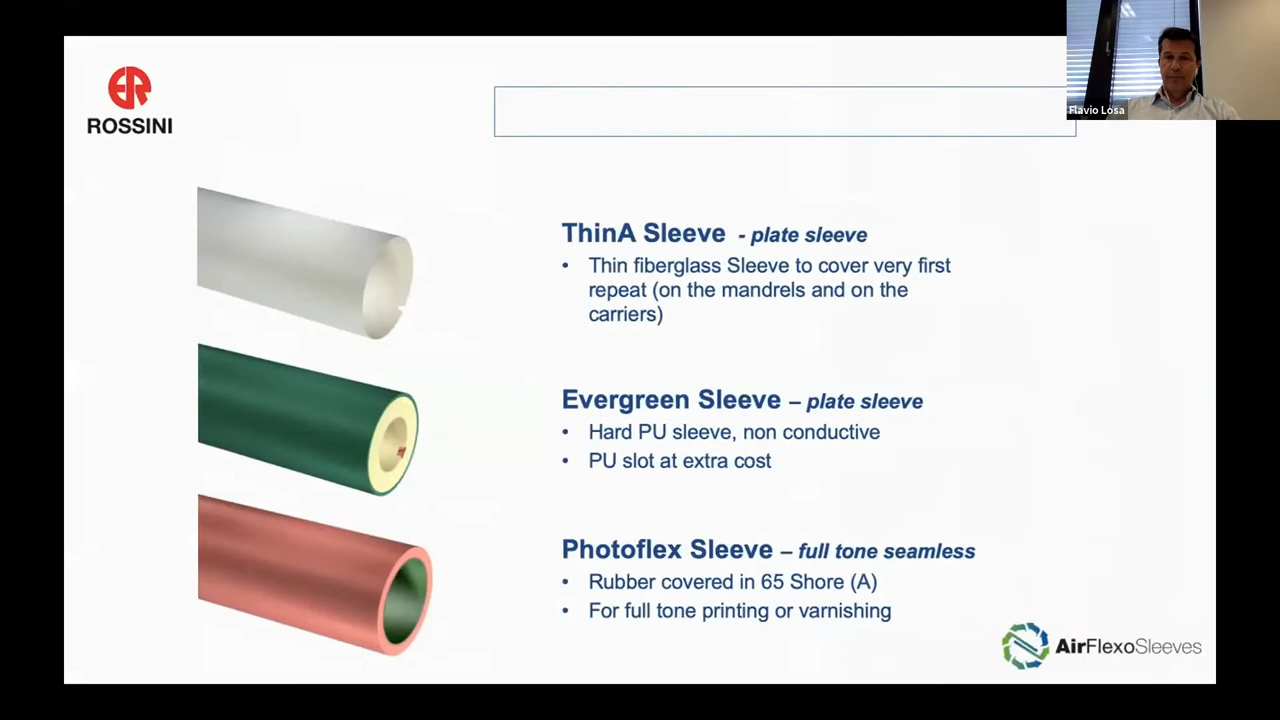 ER
ROSSINI
Flavio Losa
ThinA Sleeve - plate sleeve
• Thin fiberglass Sleeve to cover very first
repeat (on the mandrels and on the
carriers)
Evergreen Sleeve – plate sleeve
• Hard PU sleeve, non conductive
• PU slot at extra cost
Photoflex Sleeve – full tone seamless
• Rubber covered in 65 Shore (A)
• For full tone printing or varnishing
AirFlexoSleeves